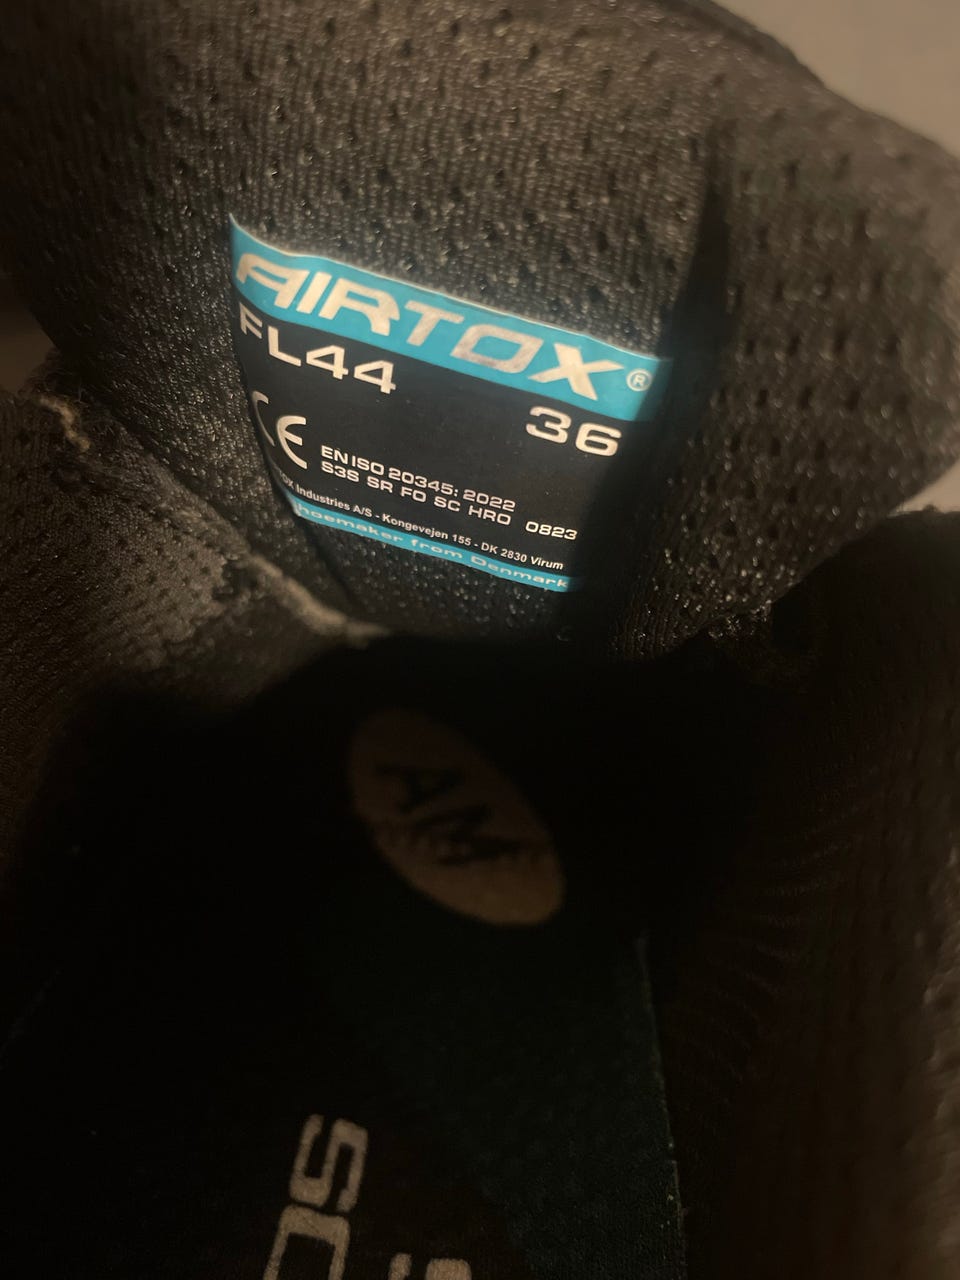 AIRTOX®
FL44
36
CE
EN ISO 20345: 2022
S3S SR FO SC HRO 0823
Industries A/S - Kongevejen 155 - DK 2830 Virum
shoemaker from Denmark
AM